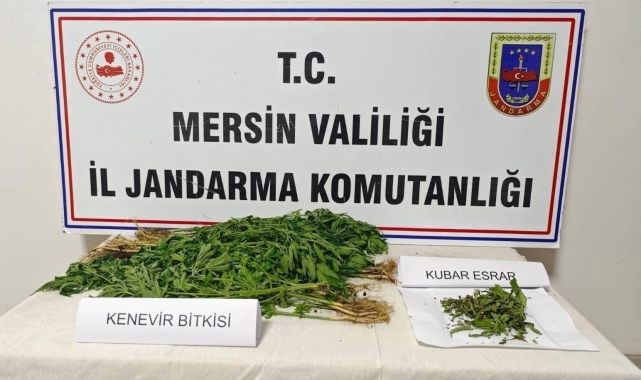 T.C.
MERSİN VALİLİĞİ
İL JANDARMA KOMUTANLIĞI
JANDARMA
KUBAR ESRAR
KENEVİR BİTKİSİ